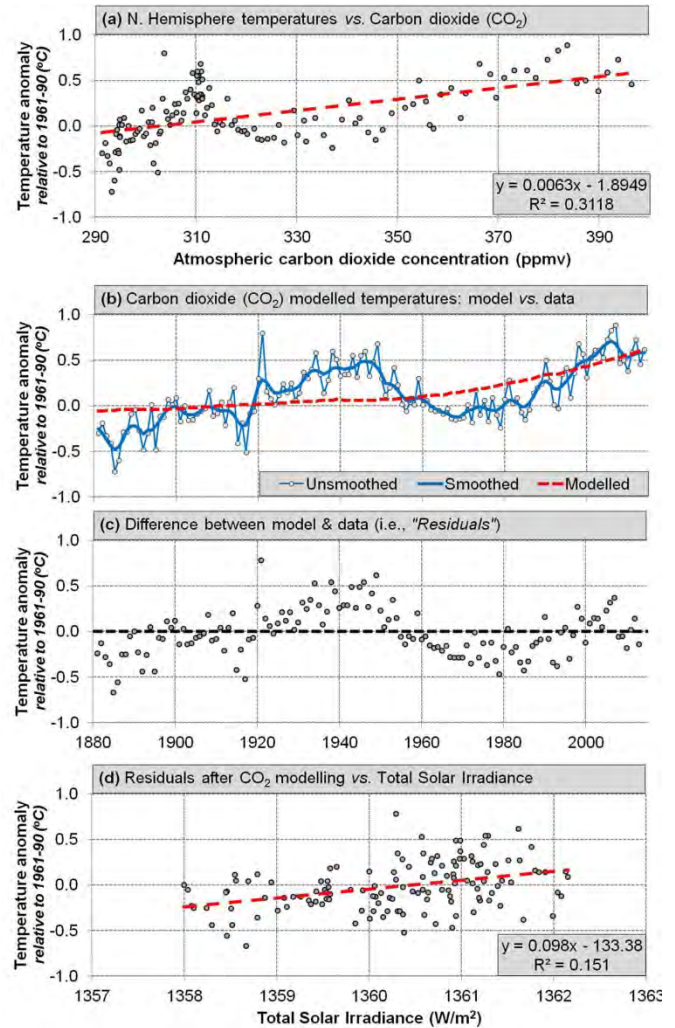 (a) N. Hemisphere temperatures vs. Carbon dioxide (CO₂)
Temperature anomaly
relative to 1961-90 (ºC)
1.0
0.5
0.0
-0.5
-1.0
y = 0.0063x - 1.8949
R² = 0.3118
290 310 330 350 370 390
Atmospheric carbon dioxide concentration (ppmv)
(b) Carbon dioxide (CO₂) modelled temperatures: model vs. data
Temperature anomaly
relative to 1961-90 (ºC)
1.0
0.5
0.0
-0.5
-1.0
Unsmoothed Smoothed Modelled
(c) Difference between model & data (i.e., "Residuals")
Temperature anomaly
relative to 1961-90 (ºC)
1.0
0.5
0.0
-0.5
-1.0
1880 1900 1920 1940 1960 1980 2000
(d) Residuals after CO₂ modelling vs. Total Solar Irradiance
Temperature anomaly
relative to 1961-90 (ºC)
1.0
0.5
0.0
-0.5
-1.0
y = 0.098x - 133.38
R² = 0.151
1357 1358 1359 1360 1361 1362 1363
Total Solar Irradiance (W/m²)